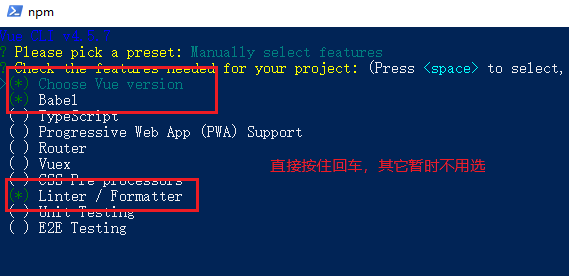 npm
Vue CLI v4.5.7
? Please pick a preset: Manually select features
? Check the features needed for your project: (Press <space> to select,
>(*) Choose Vue version
(*) Babel
( ) TypeScript
( ) Progressive Web App (PWA) Support
( ) Router
( ) Vuex
直接按住回车，其它暂时不用选
( ) CSS Pre-processors
(*) Linter / Formatter
( ) Unit Testing
( ) E2E Testing